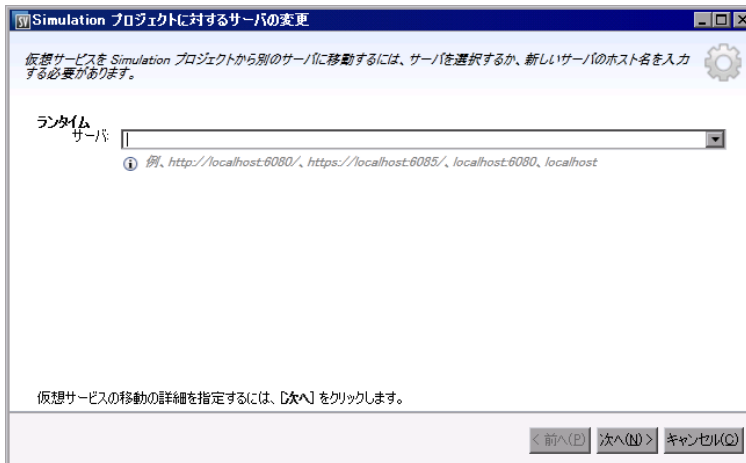 SV Simulation プロジェクトに対するサーバの変更
仮想サービスを Simulation プロジェクトから別のサーバに移動するには、サーバを選択するか、新しいサーバのホスト名を入力
する必要があります。
ランタイム
サーバ:
例、http://localhost:6080/、https://localhost:6085/、localhost:6080、localhost
仮想サービスの移動の詳細を指定するには、[次へ] をクリックします。
< 前へ(P) 次へ(N) > キャンセル(C)